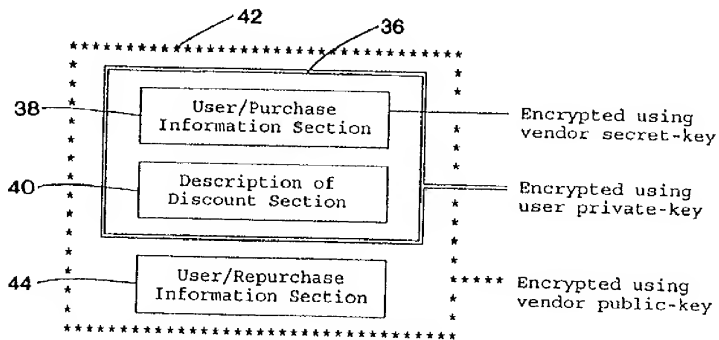 42
36
38
User/Purchase
Information Section
Encrypted using
vendor secret-key
40
Description of
Discount Section
Encrypted using
user private-key
44
User/Repurchase
Information Section
Encrypted using
vendor public-key